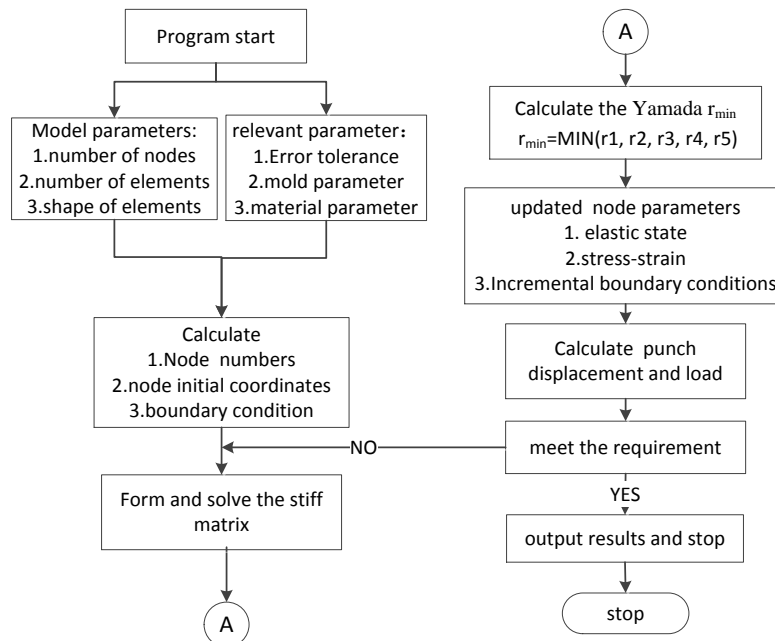 Program start
Model parameters:
1.number of nodes
2.number of elements
3.shape of elements
relevant parameter：
1.Error tolerance
2.mold parameter
3.material parameter
Calculate
1.Node numbers
2.node initial coordinates
3.boundary condition
Form and solve the stiff
matrix
A
A
Calculate the Yamada rmin
rmin=MIN(r1, r2, r3, r4, r5)
updated node parameters
1. elastic state
2.stress-strain
3.Incremental boundary conditions
Calculate punch
displacement and load
meet the requirement
NO
YES
output results and stop
stop